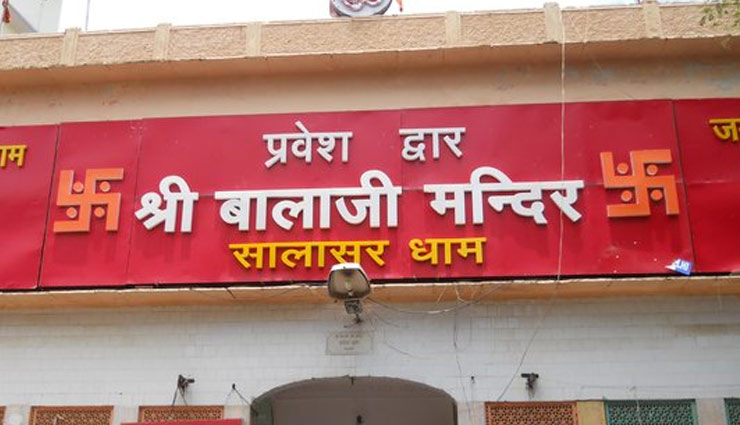 प्रवेश द्वार
श्री बालाजी मन्दिर
सालासर धाम